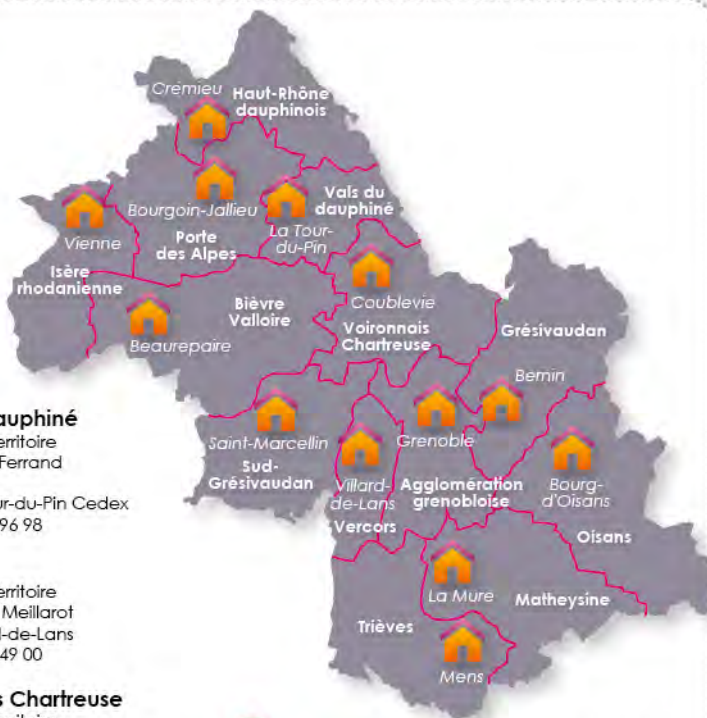 Crémieu
Haut-Rhône
dauphinois
Bourgoin-Jallieu
Vals du
dauphiné
La Tour-
du-Pin
Vienne
Porte
des Alpes
Isère
rhodanienne
Bièvre
Valloire
Coublevie
Voironnais
Chartreuse
Grésivaudan
Beaurepaire
Bernin
Saint-Marcellin
Sud-
Grésivaudan
Grenoble
Villard-
de-Lans
Vercors
Agglomération
grenobloise
Bourg-
d'Oisans
Oisans
La Mure
Matheysine
Trièves
Mens
auphiné
erritoire
Ferrand
ur-du-Pin Cedex
96 98
erritoire
Meillarot
d-de-Lans
49 00
s Chartreuse